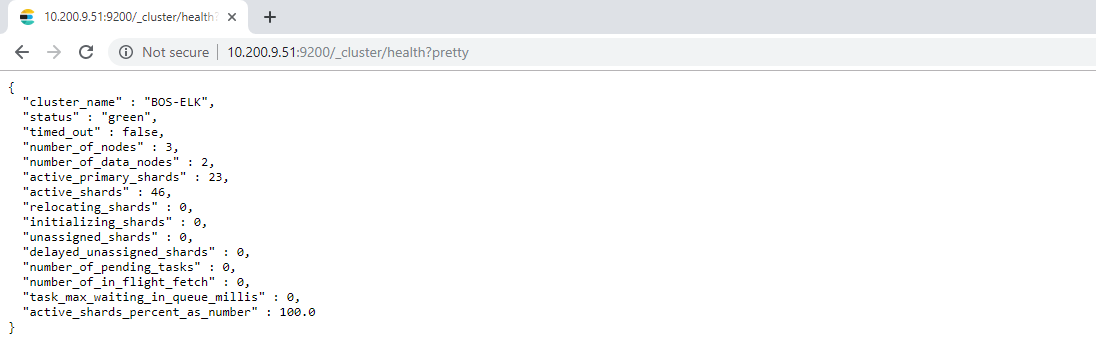 10.200.9.51:9200/_cluster/health?
Not secure | 10.200.9.51:9200/_cluster/health?pretty
{
  "cluster_name" : "BOS-ELK",
  "status" : "green",
  "timed_out" : false,
  "number_of_nodes" : 3,
  "number_of_data_nodes" : 2,
  "active_primary_shards" : 23,
  "active_shards" : 46,
  "relocating_shards" : 0,
  "initializing_shards" : 0,
  "unassigned_shards" : 0,
  "delayed_unassigned_shards" : 0,
  "number_of_pending_tasks" : 0,
  "number_of_in_flight_fetch" : 0,
  "task_max_waiting_in_queue_millis" : 0,
  "active_shards_percent_as_number" : 100.0
}